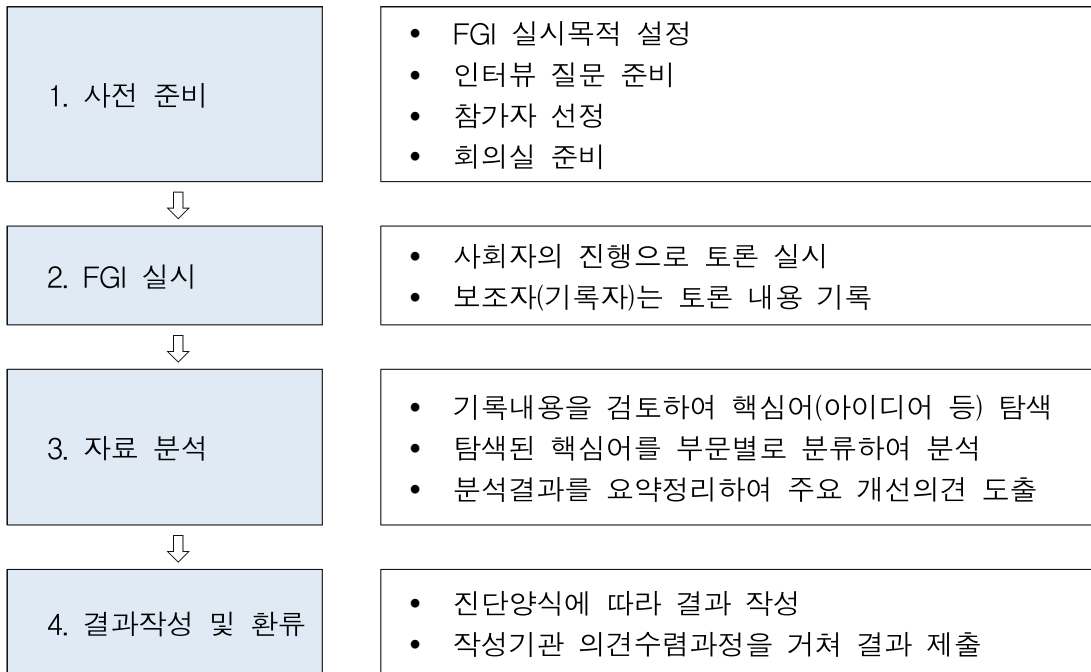 1. 사전 준비
• FGI 실시목적 설정
• 인터뷰 질문 준비
• 참가자 선정
• 회의실 준비
2. FGI 실시
• 사회자의 진행으로 토론 실시
• 보조자(기록자)는 토론 내용 기록
3. 자료 분석
• 기록내용을 검토하여 핵심어(아이디어 등) 탐색
• 탐색된 핵심어를 부문별로 분류하여 분석
• 분석결과를 요약정리하여 주요 개선의견 도출
4. 결과작성 및 환류
• 진단양식에 따라 결과 작성
• 작성기관 의견수렴과정을 거쳐 결과 제출